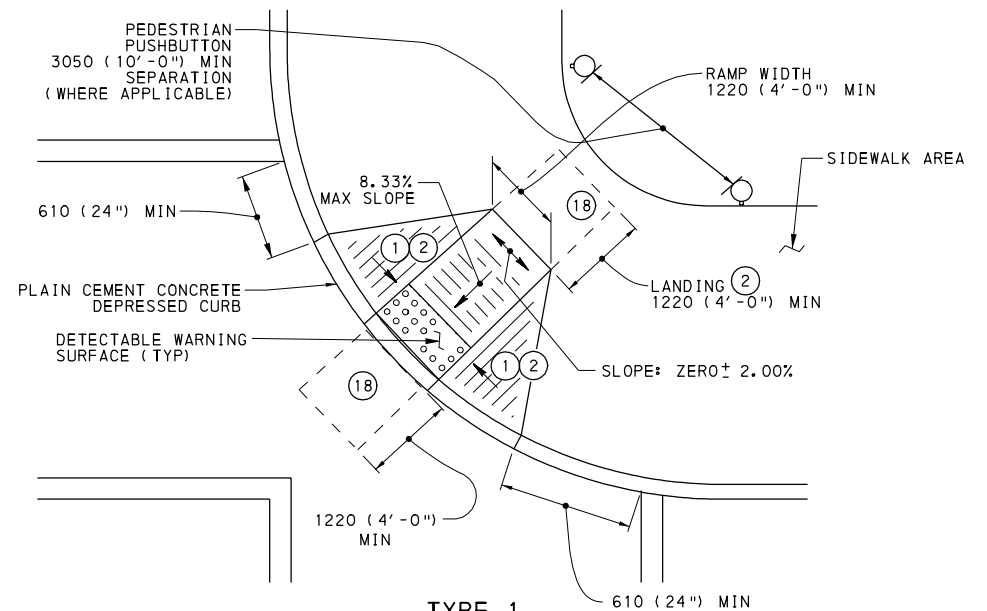 PEDESTRIAN
PUSHBUTTON
3050 (10'-0") MIN
SEPARATION
(WHERE APPLICABLE)
RAMP WIDTH
1220 (4'-0") MIN
SIDEWALK AREA
8.33%
MAX SLOPE
18
610 (24") MIN
1 2
LANDING 2
1220 (4'-0") MIN
PLAIN CEMENT CONCRETE
DEPRESSED CURB
DETECTABLE WARNING
SURFACE (TYP)
1 2
SLOPE: ZERO± 2.00%
18
1220 (4'-0")
MIN
610 (24") MIN
TYPE 1